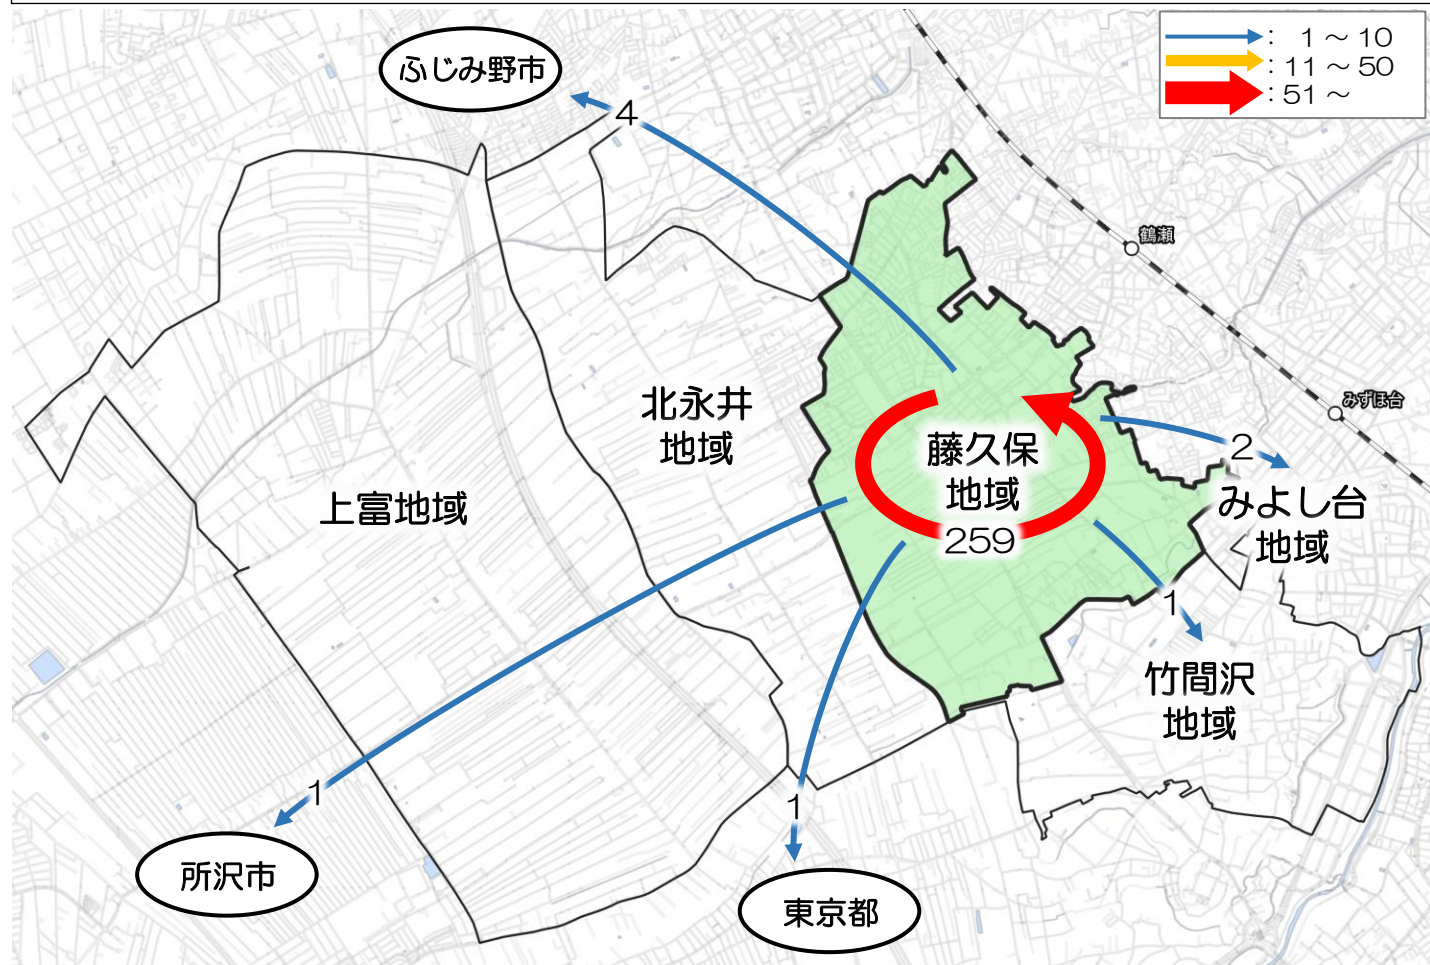 ふじみ野市
： 1 ～ 10
：11 ～ 50
：51 ～
4
鶴瀬
みずほ台
北永井
地域
藤久保
地域
259
2
みよし台
地域
上富地域
1
竹間沢
地域
1
1
所沢市
東京都